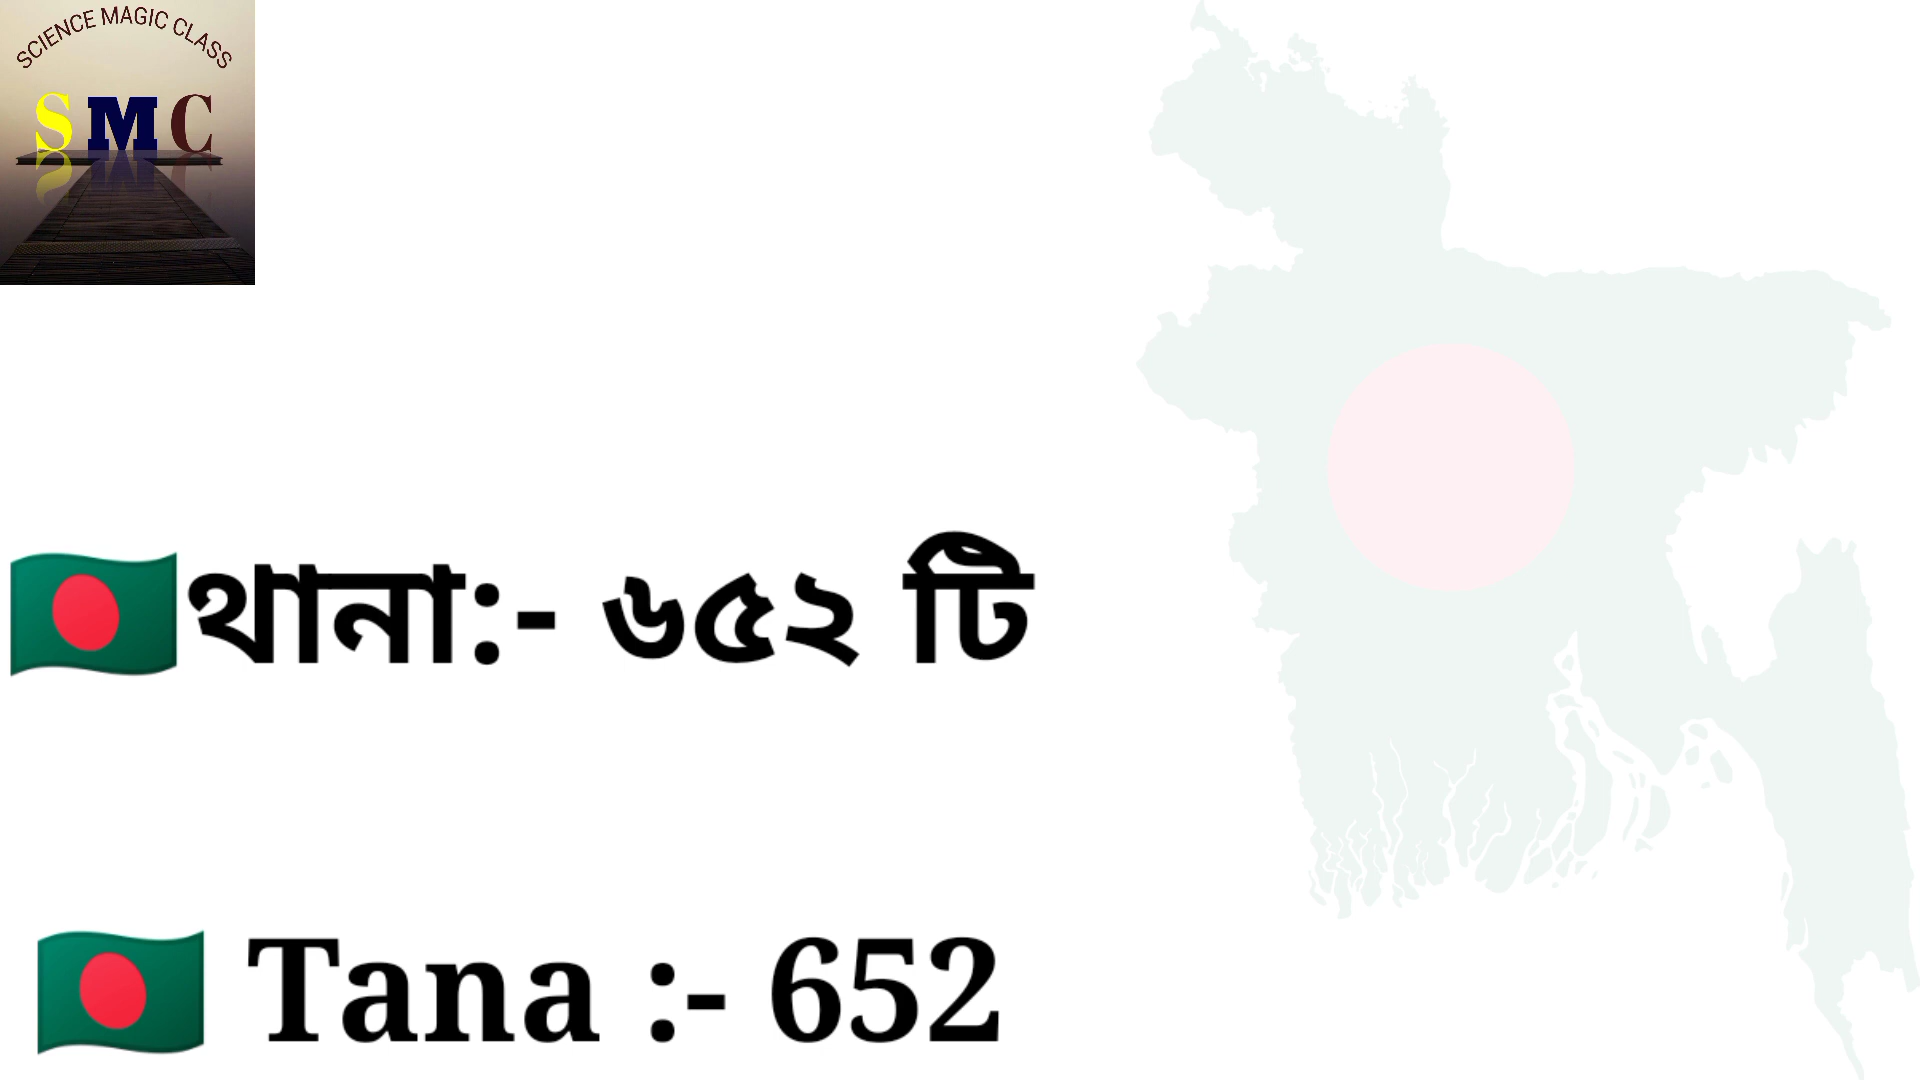 SCIENCE MAGIC CLASS
SMC
🇧🇩থানা:- ৬৫২ টি
🇧🇩 Tana :- 652